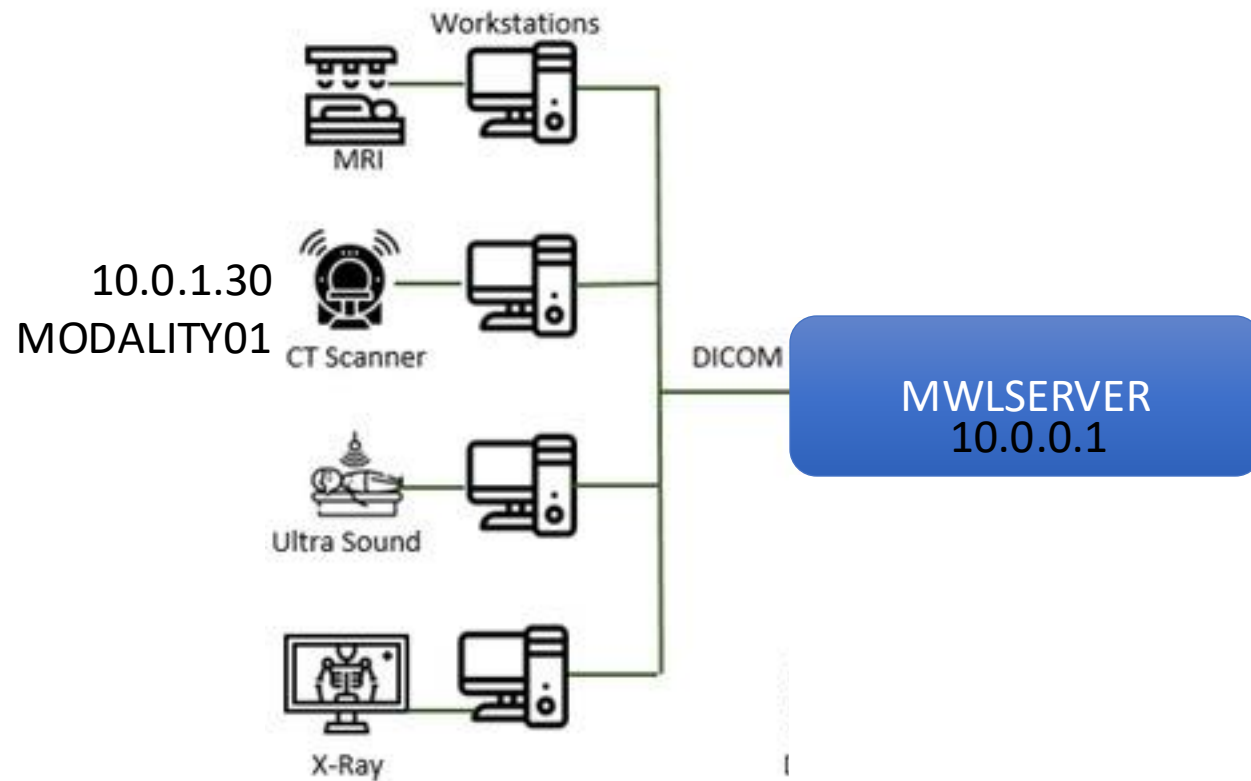 Workstations
MRI
10.0.1.30
MODALITY01
CT Scanner
DICOM
MWLSERVER
10.0.0.1
Ultra Sound
X-Ray